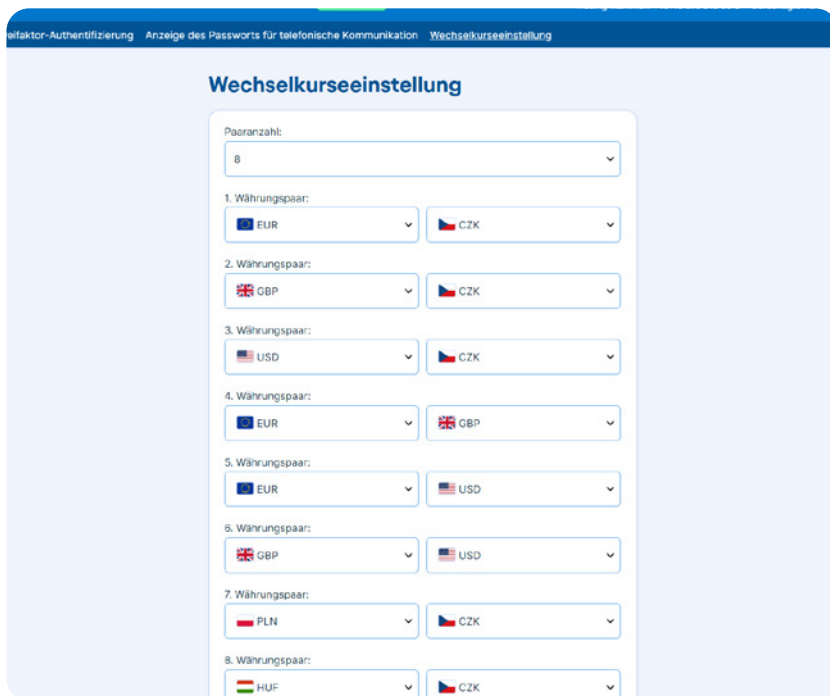 Zweifaktor-Authentifizierung Anzeige des Passworts für telefonische Kommunikation Wechselkurseeinstellung
Wechselkurseeinstellung
Paaranzahl:
8
1. Währungspaar:
EUR CZK
2. Währungspaar:
GBP CZK
3. Währungspaar:
USD CZK
4. Währungspaar:
EUR GBP
5. Währungspaar:
EUR USD
6. Währungspaar:
GBP USD
7. Währungspaar:
PLN CZK
8. Währungspaar:
HUF CZK